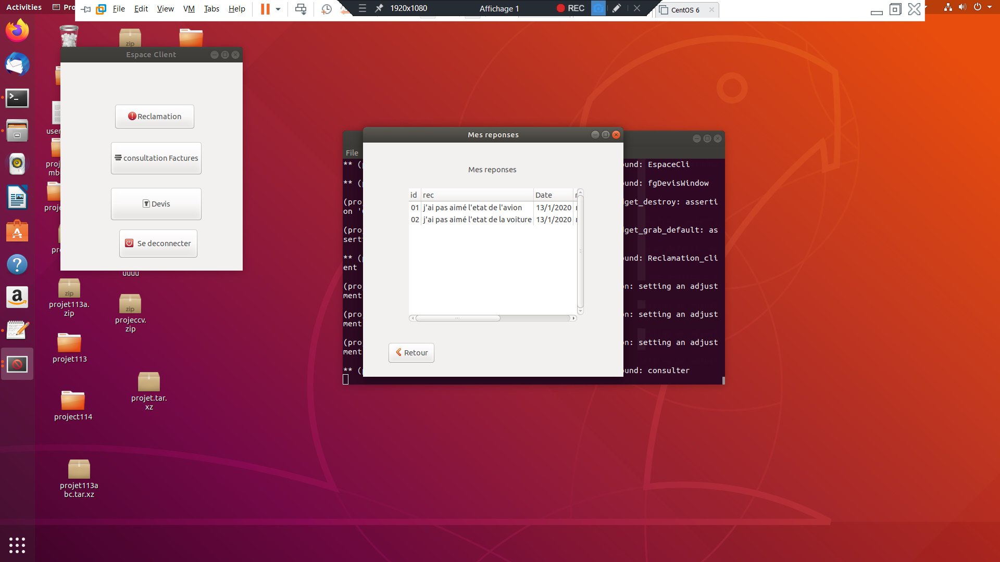 Activities
Pro
File Edit View VM Tabs Help
1920x1080
Affichage 1
REC
CentOS 6
zip
Espace Client
Reclamation
consultation Factures
Devis
Se deconnecter
user
proj
mb
proje
pr
uuuu
zip
projet113a.
zip
zip
projeccv.
zip
projet113
projet.tar.
xz
project114
projet113a
bc.tar.xz
Mes reponses
Mes reponses
id rec Date r
01 j'ai pas aimé l'etat de l'avion 13/1/2020 r
02 j'ai pas aimé l'etat de la voiture 13/1/2020 r
Retour
File
** (p und: EspaceCli
** (p und: fgDevisWindow
(pro get_destroy: asserti
on '
(pro get_grab_default: as
sert
** (p und: Reclamation_cli
ent
(pro n: setting an adjust
ment
(pro n: setting an adjust
ment
(pro n: setting an adjust
ment
** (p und: consulter